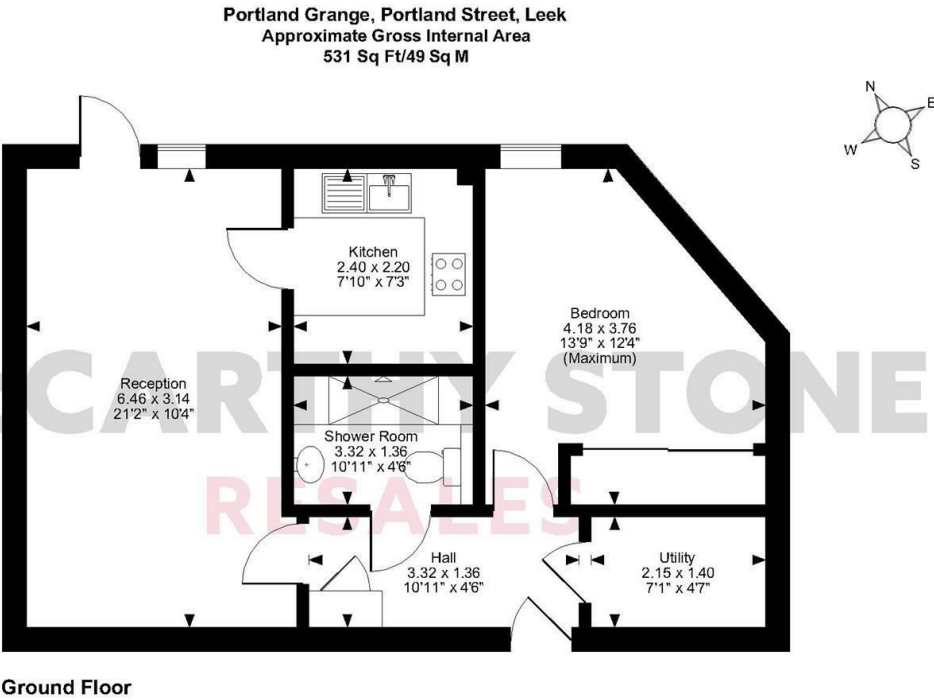 Portland Grange, Portland Street, Leek
Approximate Gross Internal Area
531 Sq Ft/49 Sq M
N
E
W
S
Kitchen
2.40 x 2.20
7'10" x 7'3"
Bedroom
4.18 x 3.76
13'9" x 12'4"
(Maximum)
CARTHY STONE
RESALES
Reception
6.46 x 3.14
21'2" x 10'4"
Shower Room
3.32 x 1.36
10'11" x 4'6"
Hall
3.32 x 1.36
10'11" x 4'6"
Utility
2.15 x 1.40
7'1" x 4'7"
Ground Floor